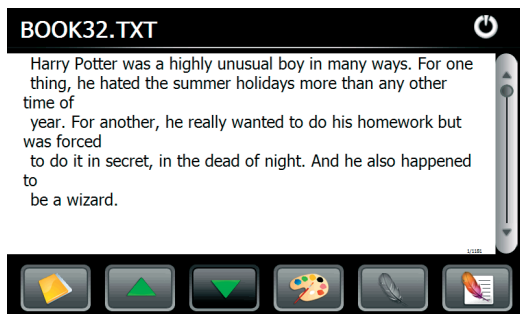 BOOK32.TXT
Harry Potter was a highly unusual boy in many ways. For one
thing, he hated the summer holidays more than any other
time of
year. For another, he really wanted to do his homework but
was forced
to do it in secret, in the dead of night. And he also happened
to
be a wizard.
1/1181